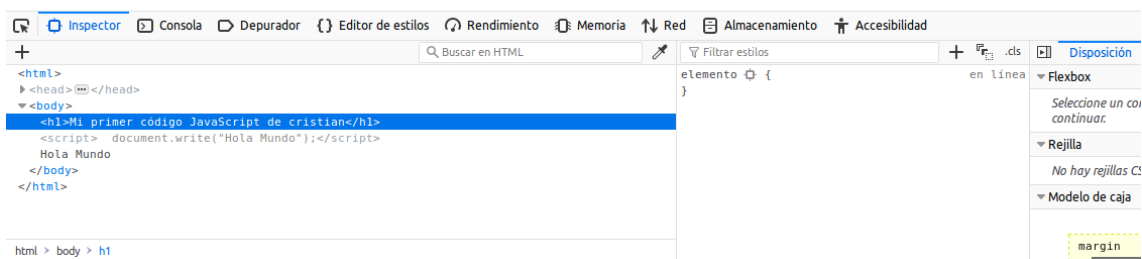 Inspector Consola Depurador {} Editor de estilos Rendimiento Memoria Red Almacenamiento Accesibilidad
+ Buscar en HTML Filtrar estilos + .cls Disposición
<html>
<head> ... </head>
<body>
<h1>Mi primer código JavaScript de cristian</h1>
<script> document.write("Hola Mundo");</script>
Hola Mundo
</body>
</html>
html > body > h1
elemento { en línea
}
Flexbox
Seleccione un
continuar.
Rejilla
No hay rejillas
Modelo de caja
margin